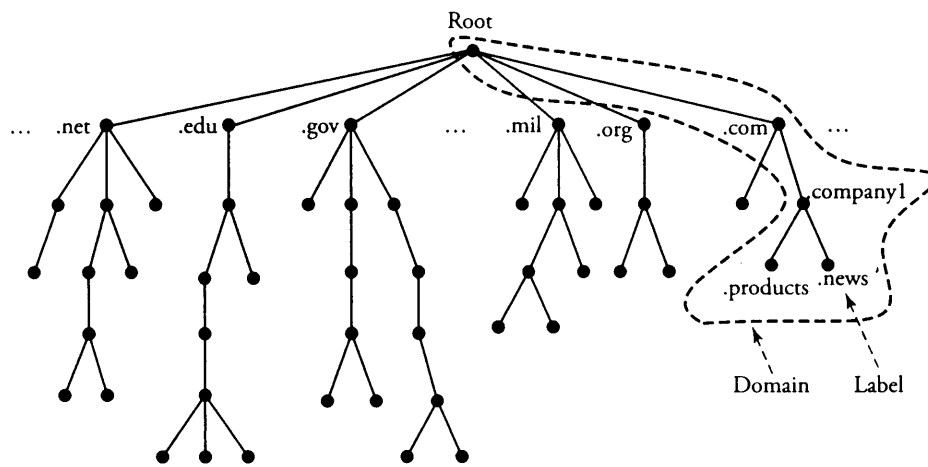 Root
... .net .edu .gov ... .mil .org .com ...
company1
.products .news
Domain Label